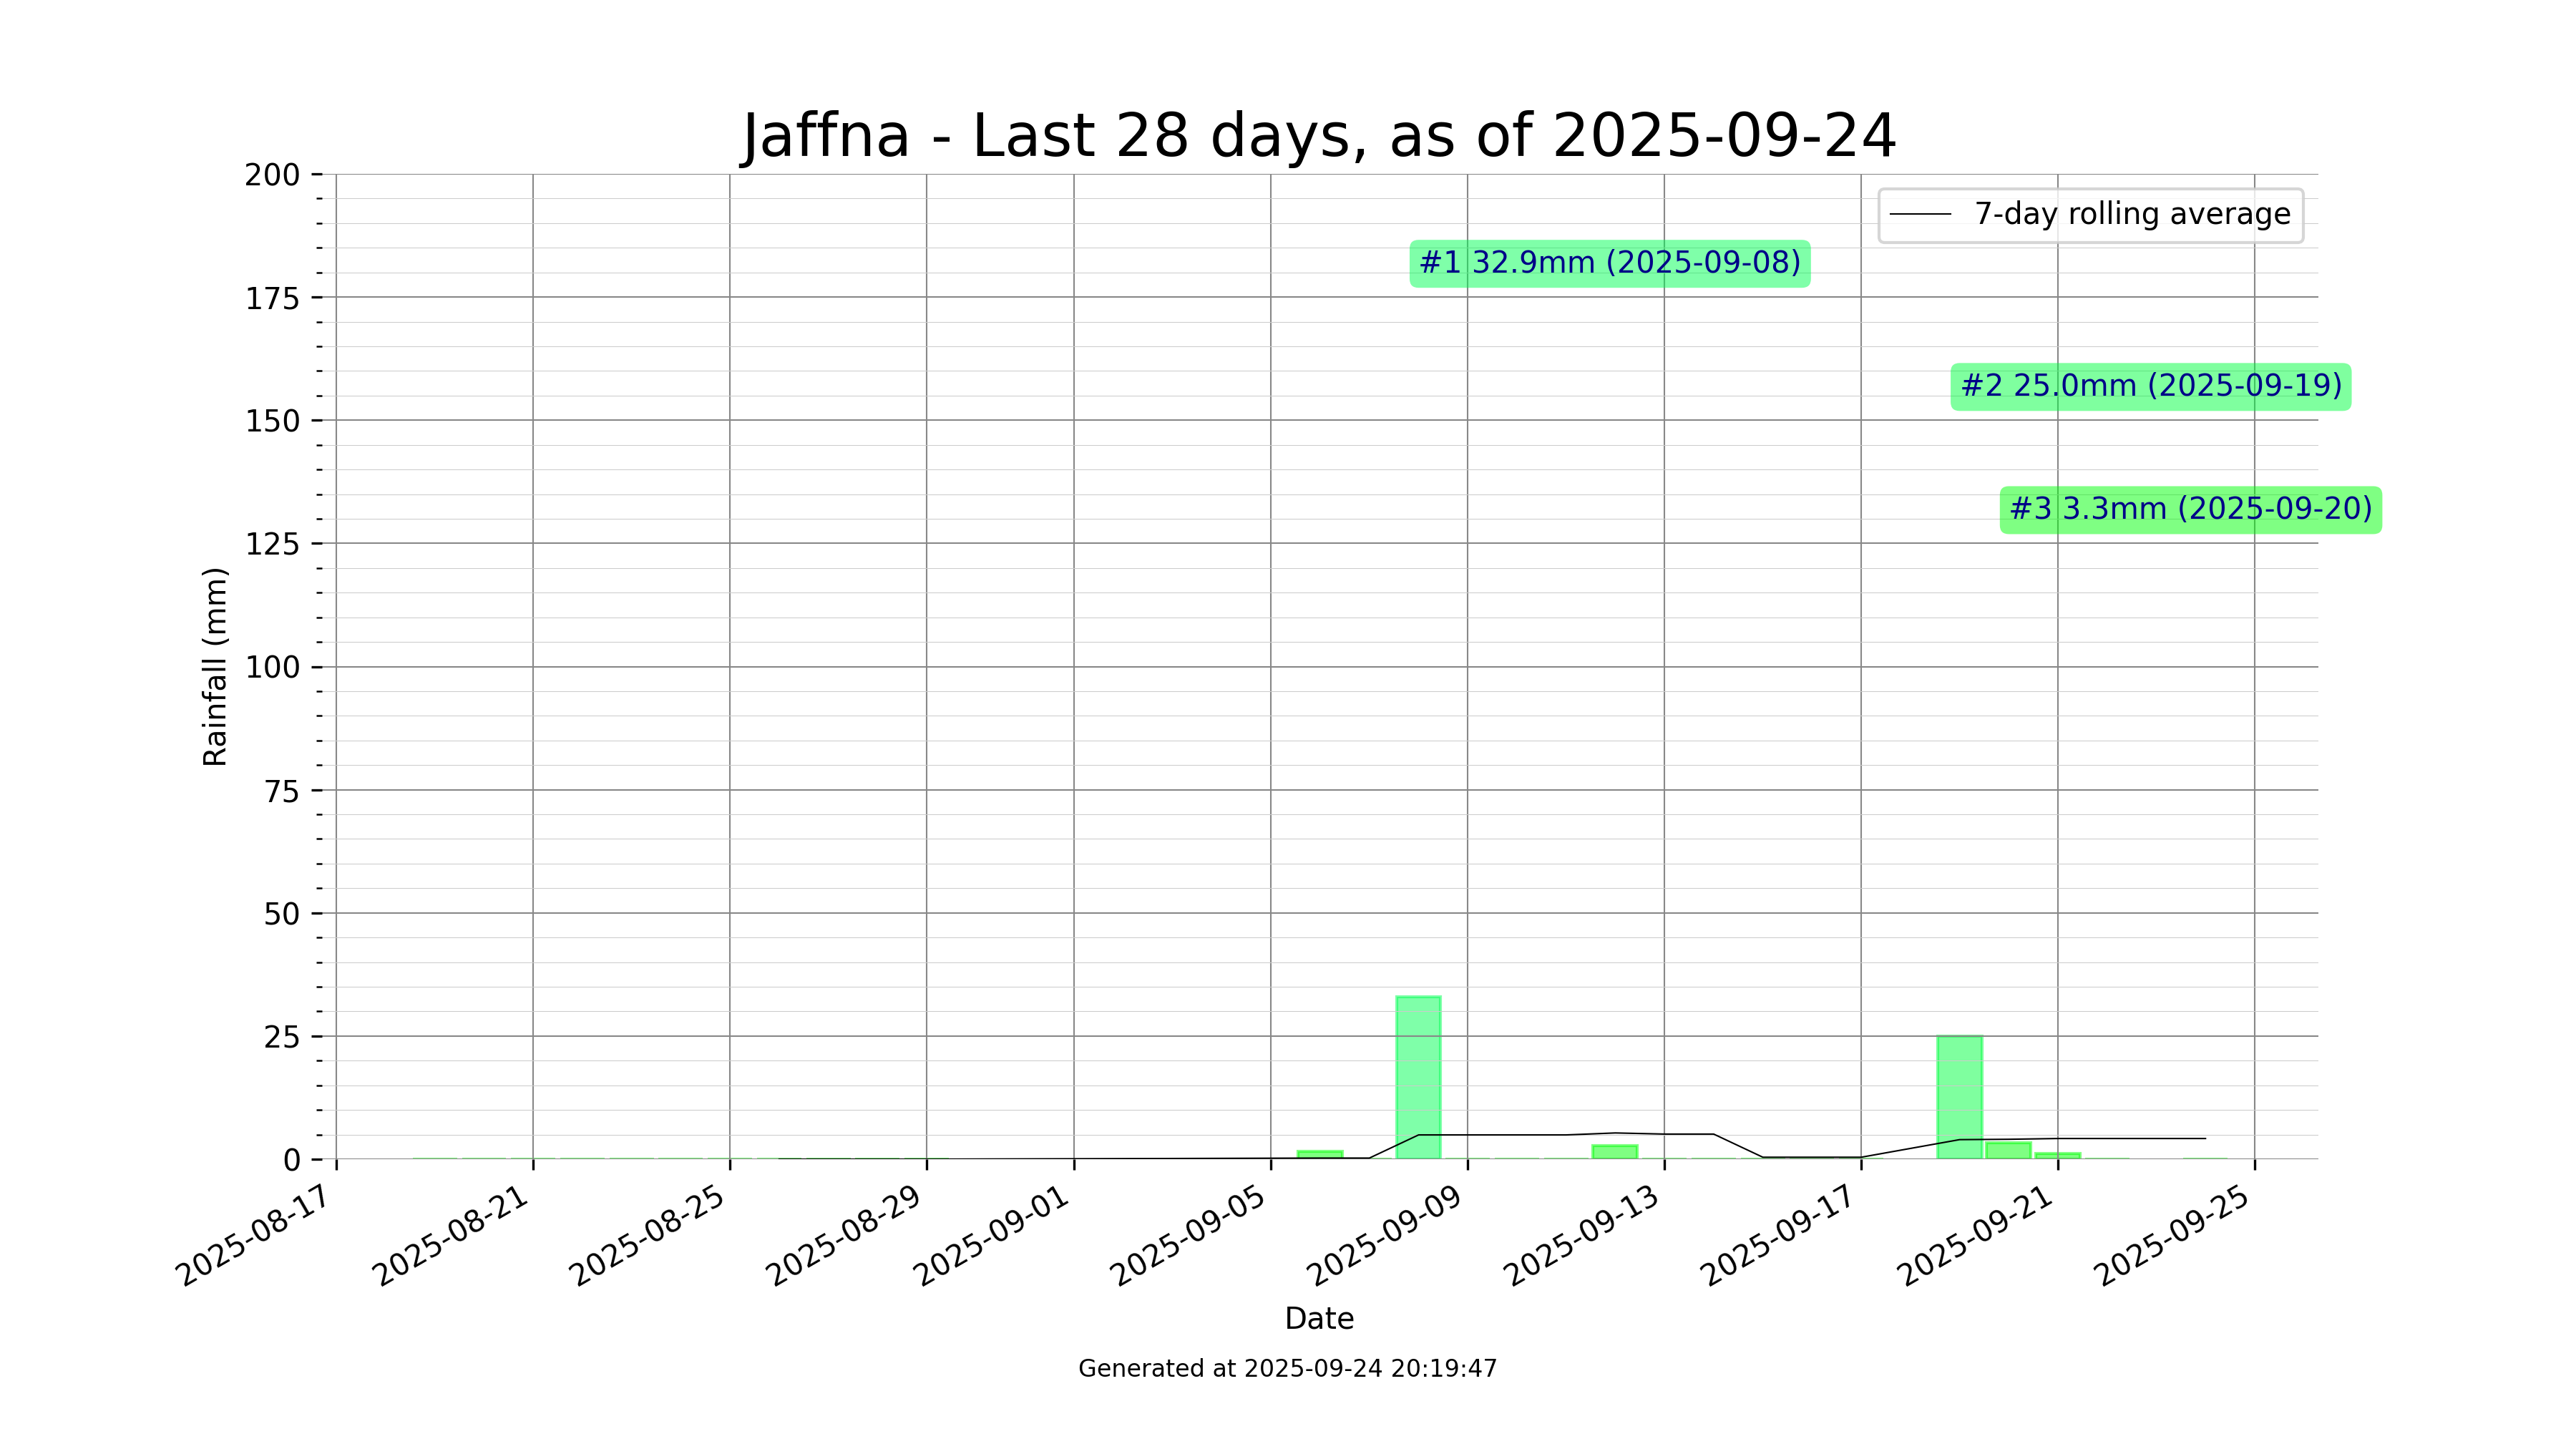 Jaffna - Last 28 days, as of 2025-09-24
7-day rolling average
#1 32.9mm (2025-09-08)
#2 25.0mm (2025-09-19)
#3 3.3mm (2025-09-20)
Rainfall (mm)
200
175
150
125
100
75
50
25
0
2025-08-17
2025-08-21
2025-08-25
2025-08-29
2025-09-01
2025-09-05
2025-09-09
2025-09-13
2025-09-17
2025-09-21
2025-09-25
Date
Generated at 2025-09-24 20:19:47